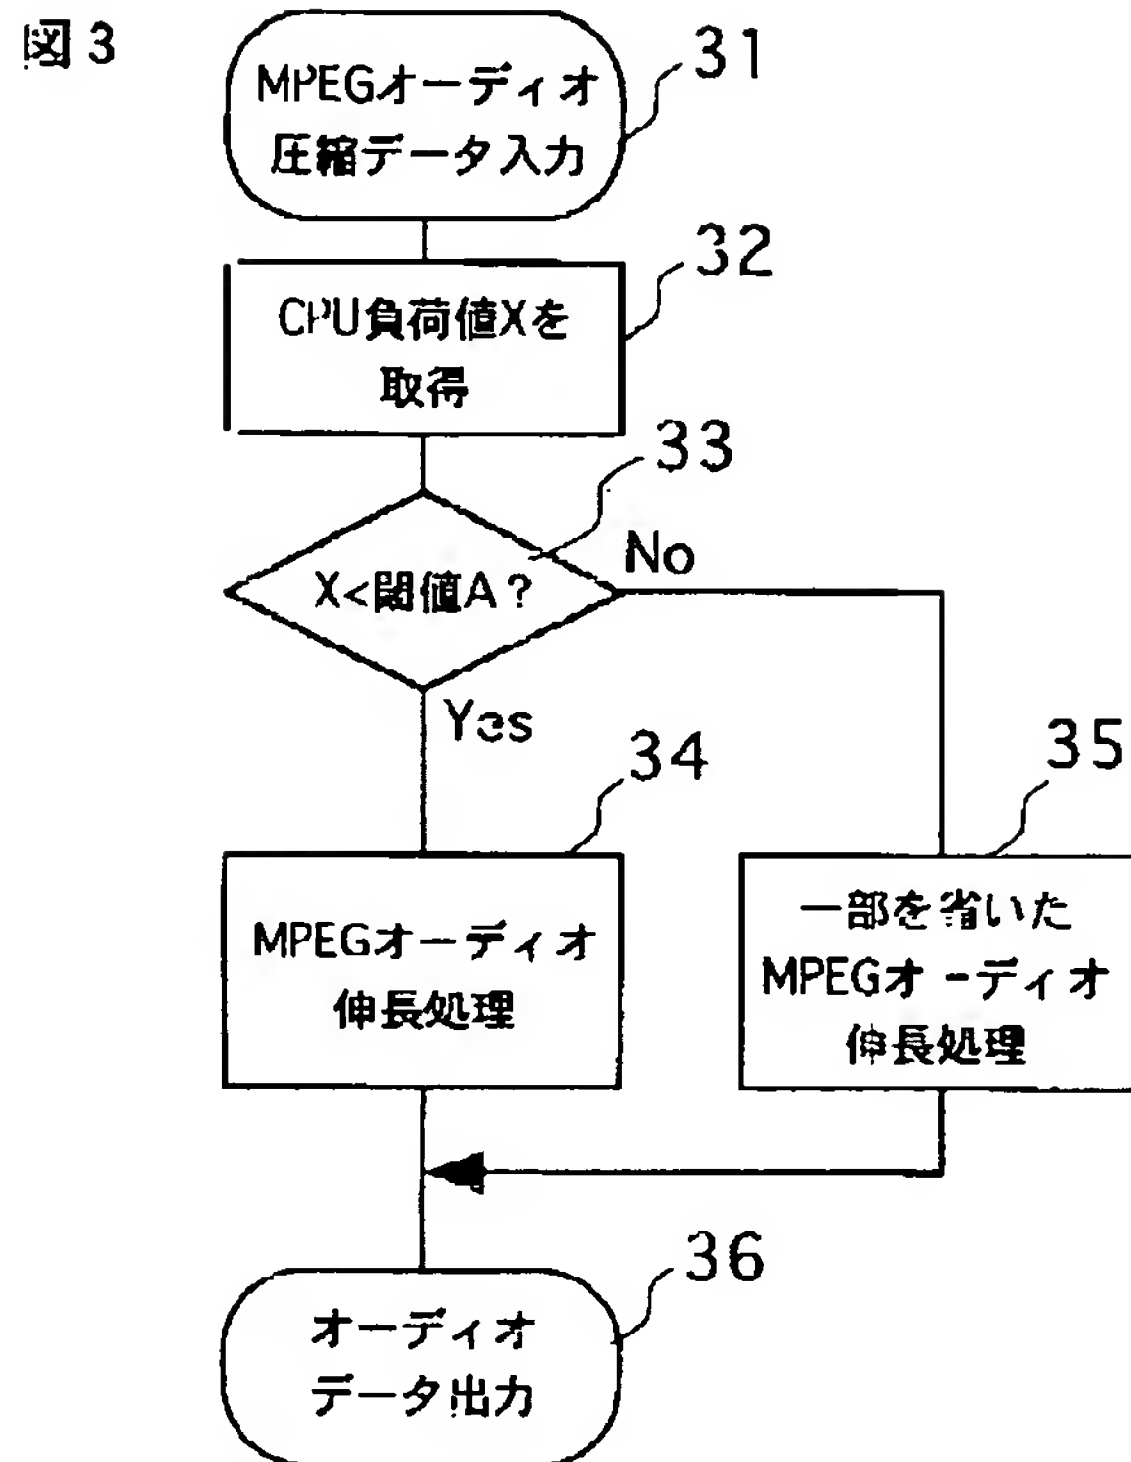 図3
MPEGオーディオ
圧縮データ入力
31
CPU負荷値Xを
取得
32
X<閾値A?
33
No
Yes
MPEGオーディオ
伸長処理
34
一部を省いた
MPEGオーディオ
伸長処理
35
オーディオ
データ出力
36